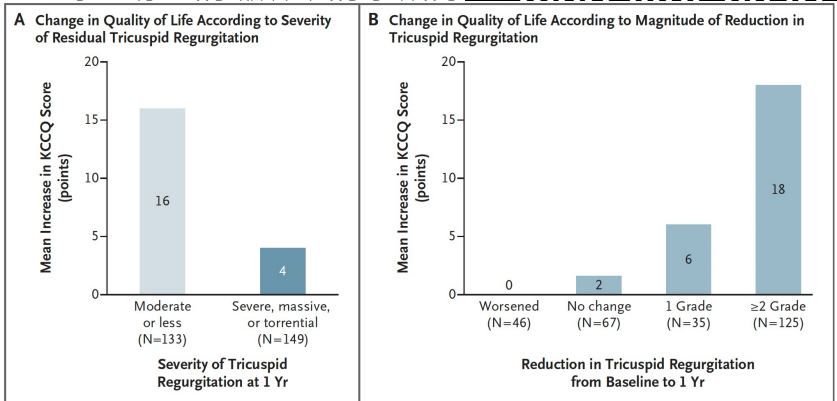 A Change in Quality of Life According to Severity
of Residual Tricuspid Regurgitation
20
15
10
5
0
Mean Increase in KCCQ Score
(points)
16
4
Moderate
or less
(N=133)
Severe, massive,
or torrential
(N=149)
Severity of Tricuspid
Regurgitation at 1 Yr
B Change in Quality of Life According to Magnitude of Reduction in
Tricuspid Regurgitation
20
15
10
5
0
Mean Increase in KCCQ Score
(points)
0
2
6
18
Worsened
(N=46)
No change
(N=67)
1 Grade
(N=35)
≥2 Grade
(N=125)
Reduction in Tricuspid Regurgitation
from Baseline to 1 Yr